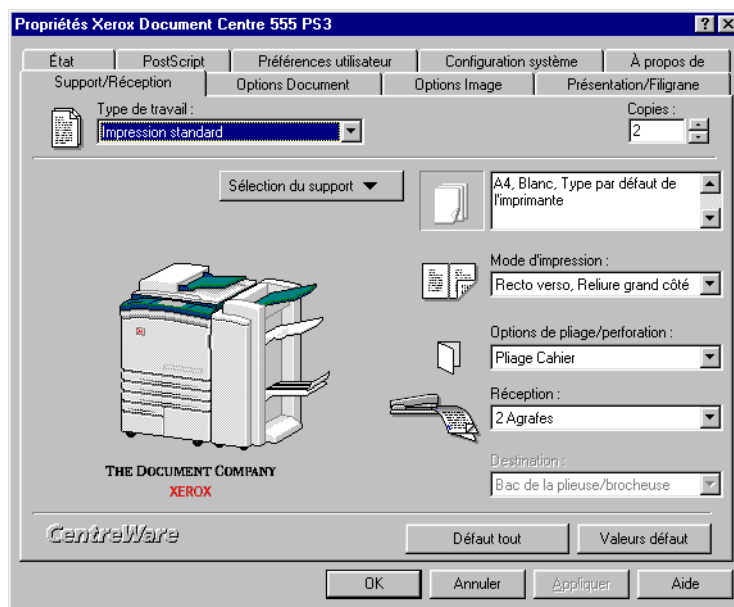 Propriétés Xerox Document Centre 555 PS3
État
PostScript
Préférences utilisateur
Configuration système
À propos de
Support/Réception
Options Document
Options Image
Présentation/Filigrane
Type de travail :
Impression standard
Copies :
2
Sélection du support
A4, Blanc, Type par défaut de
l'imprimante
Mode d'impression :
Recto verso, Reliure grand côté
Options de pliage/perforation :
Pliage Cahier
Réception :
2 Agrafes
Destination :
Bac de la plieuse/brocheuse
THE DOCUMENT COMPANY
XEROX
CentreWare
Défaut tout
Valeurs défaut
OK
Annuler
Appliquer
Aide